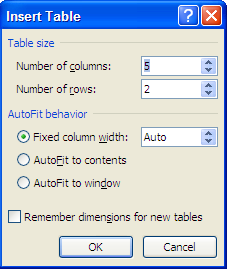 Insert Table
Table size
Number of columns: 5
Number of rows: 2
AutoFit behavior
Fixed column width: Auto
AutoFit to contents
AutoFit to window
Remember dimensions for new tables
OK Cancel